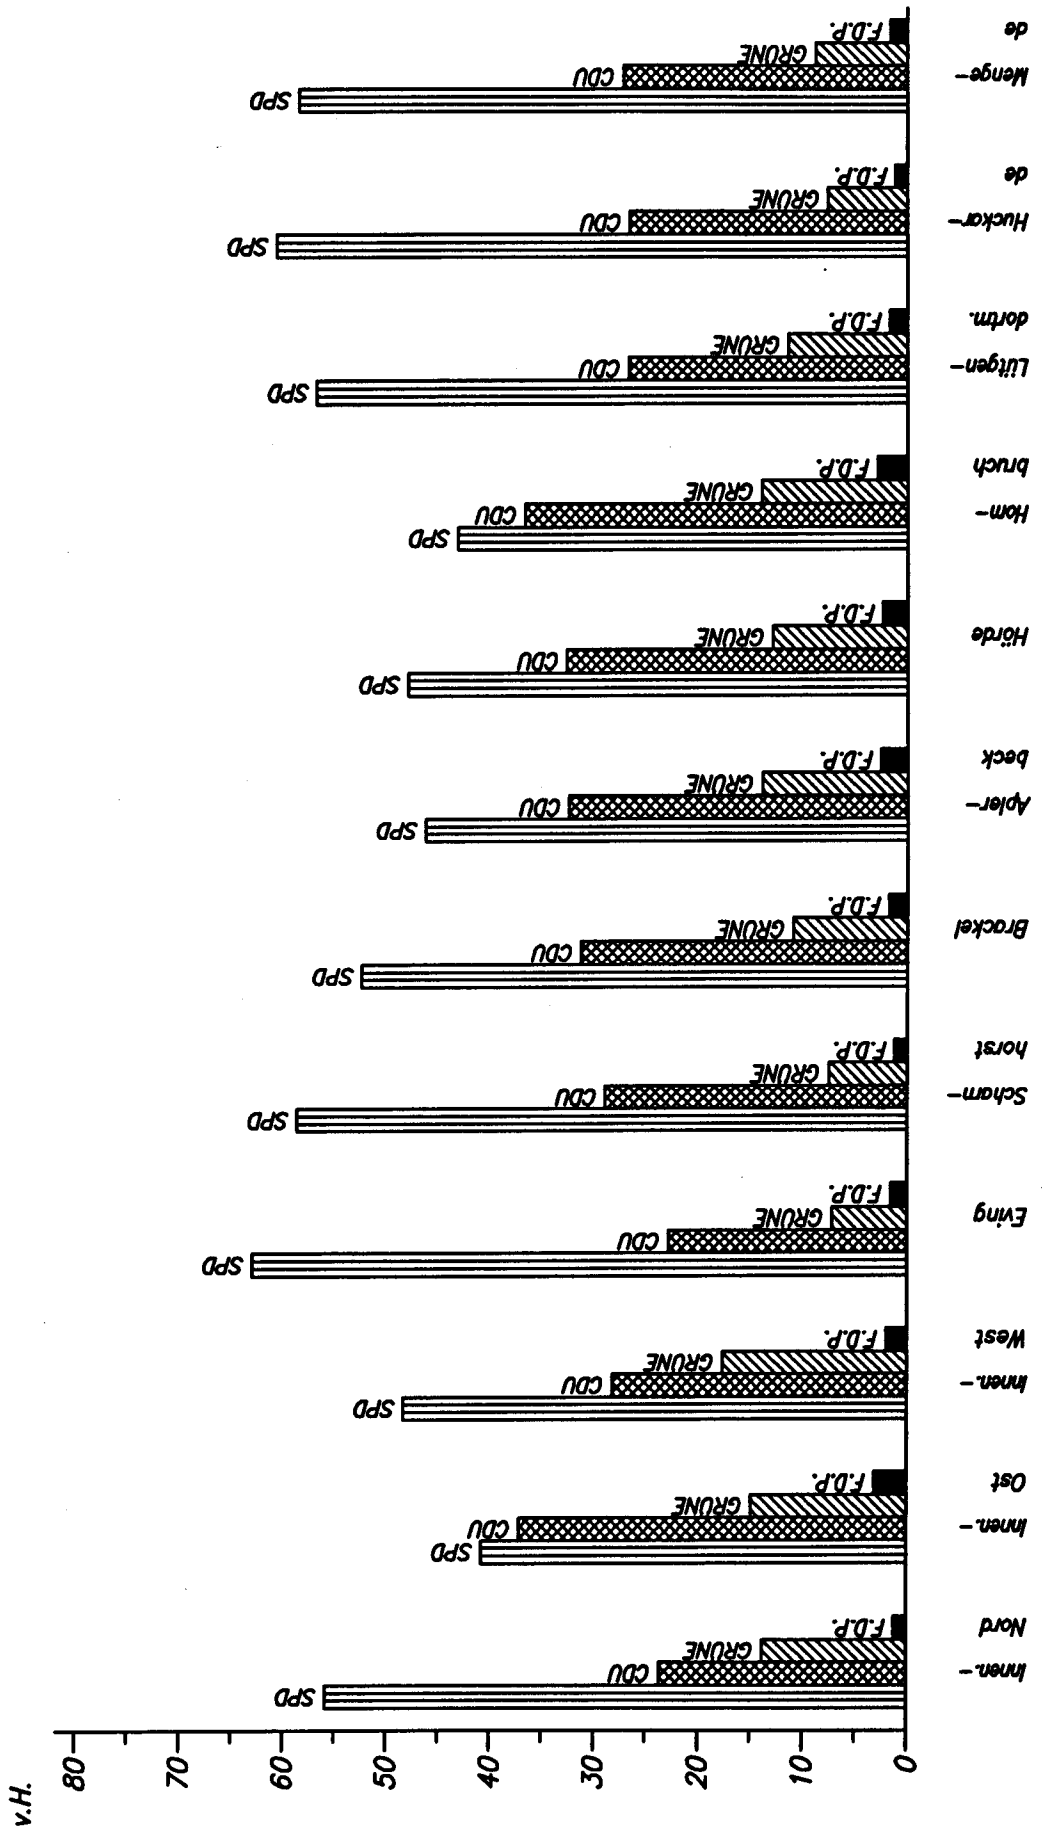 v.H.
80
70
60
50
40
30
20
10
0
SPD
CDU
GRÜNE
F.D.P.
Innen.-
Nord
SPD
CDU
GRÜNE
F.D.P.
Innen.-
Ost
SPD
CDU
GRÜNE
F.D.P.
Innen.-
West
SPD
CDU
GRÜNE
F.D.P.
Eving
SPD
CDU
GRÜNE
F.D.P.
Scharn-
horst
SPD
CDU
GRÜNE
F.D.P.
Brackel
SPD
CDU
GRÜNE
F.D.P.
Apler-
beck
SPD
CDU
GRÜNE
F.D.P.
Hörde
SPD
CDU
GRÜNE
F.D.P.
Hom-
bruch
SPD
CDU
GRÜNE
F.D.P.
Lütgen-
dortm.
SPD
CDU
GRÜNE
F.D.P.
Huckar-
de
SPD
CDU
GRÜNE
F.D.P.
Menge-
de